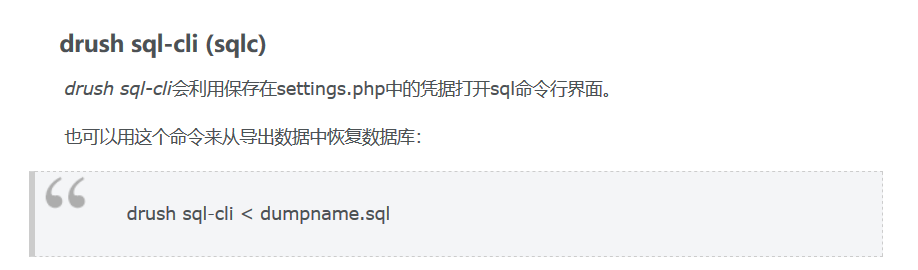 drush sql-cli (sqlc)
drush sql-cli会利用保存在settings.php中的凭据打开sql命令行界面。
也可以用这个命令来从导出数据中恢复数据库：
drush sql-cli < dumpname.sql